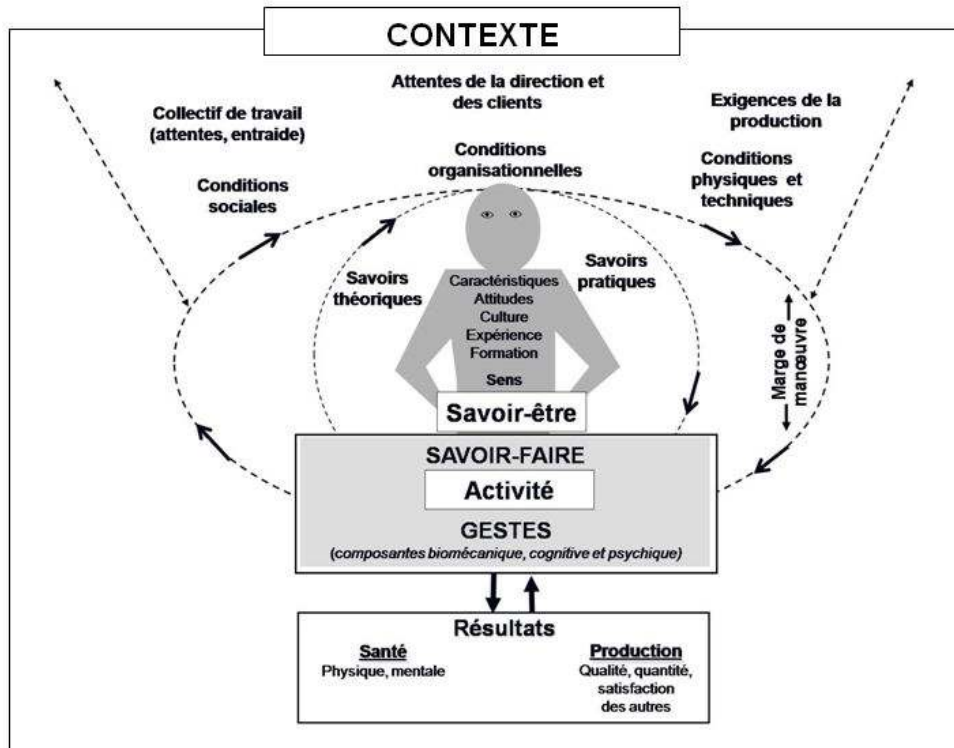 CONTEXTE
Attentes de la direction et
des clients
Collectif de travail
(attentes, entraide)
Exigences de la
production
Conditions
organisationnelles
Conditions
sociales
Conditions
physiques et
techniques
Savoirs
théoriques
Savoirs
pratiques
Caractéristiques
Attitudes
Culture
Expérience
Formation
Sens
Marge de
manœuvre
Savoir-être
SAVOIR-FAIRE
Activité
GESTES
(composantes biomécanique, cognitive et psychique)
Résultats
Santé
Physique, mentale
Production
Qualité, quantité,
satisfaction
des autres